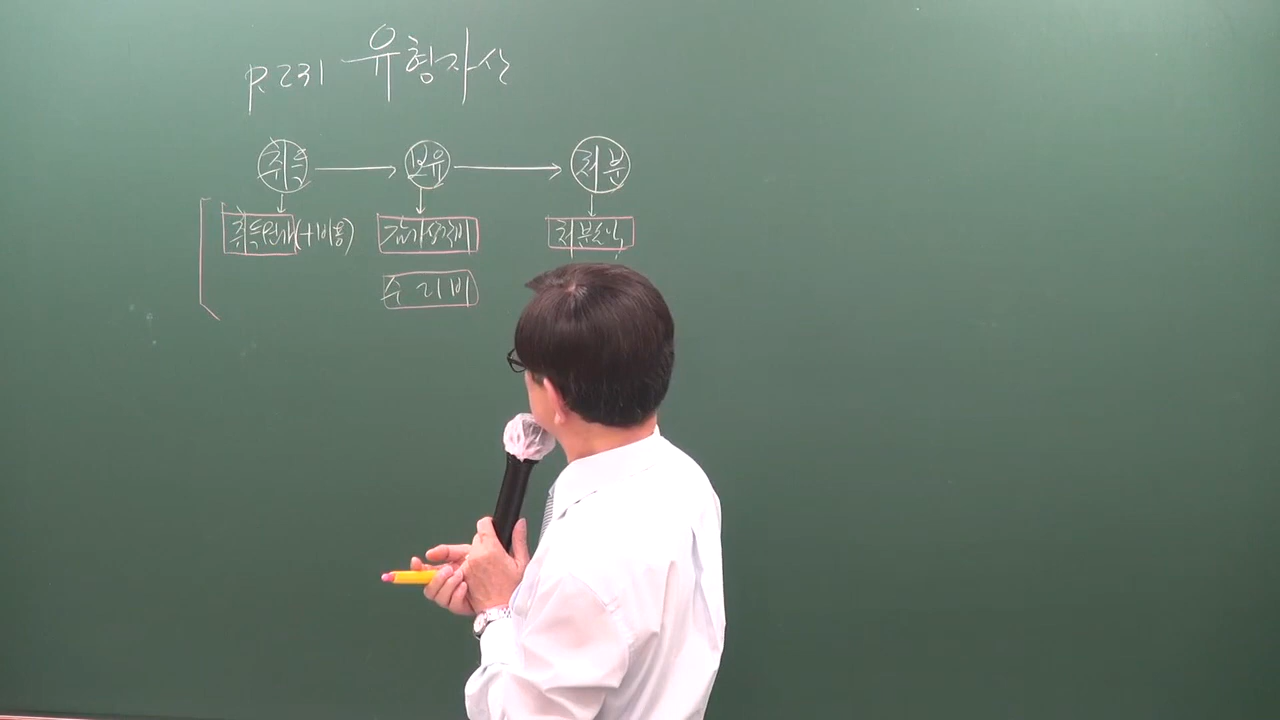 P.231 유형자산
취득 → 보유 → 처분
취득원가(+비용) 감가상각비 처분손익
수리비